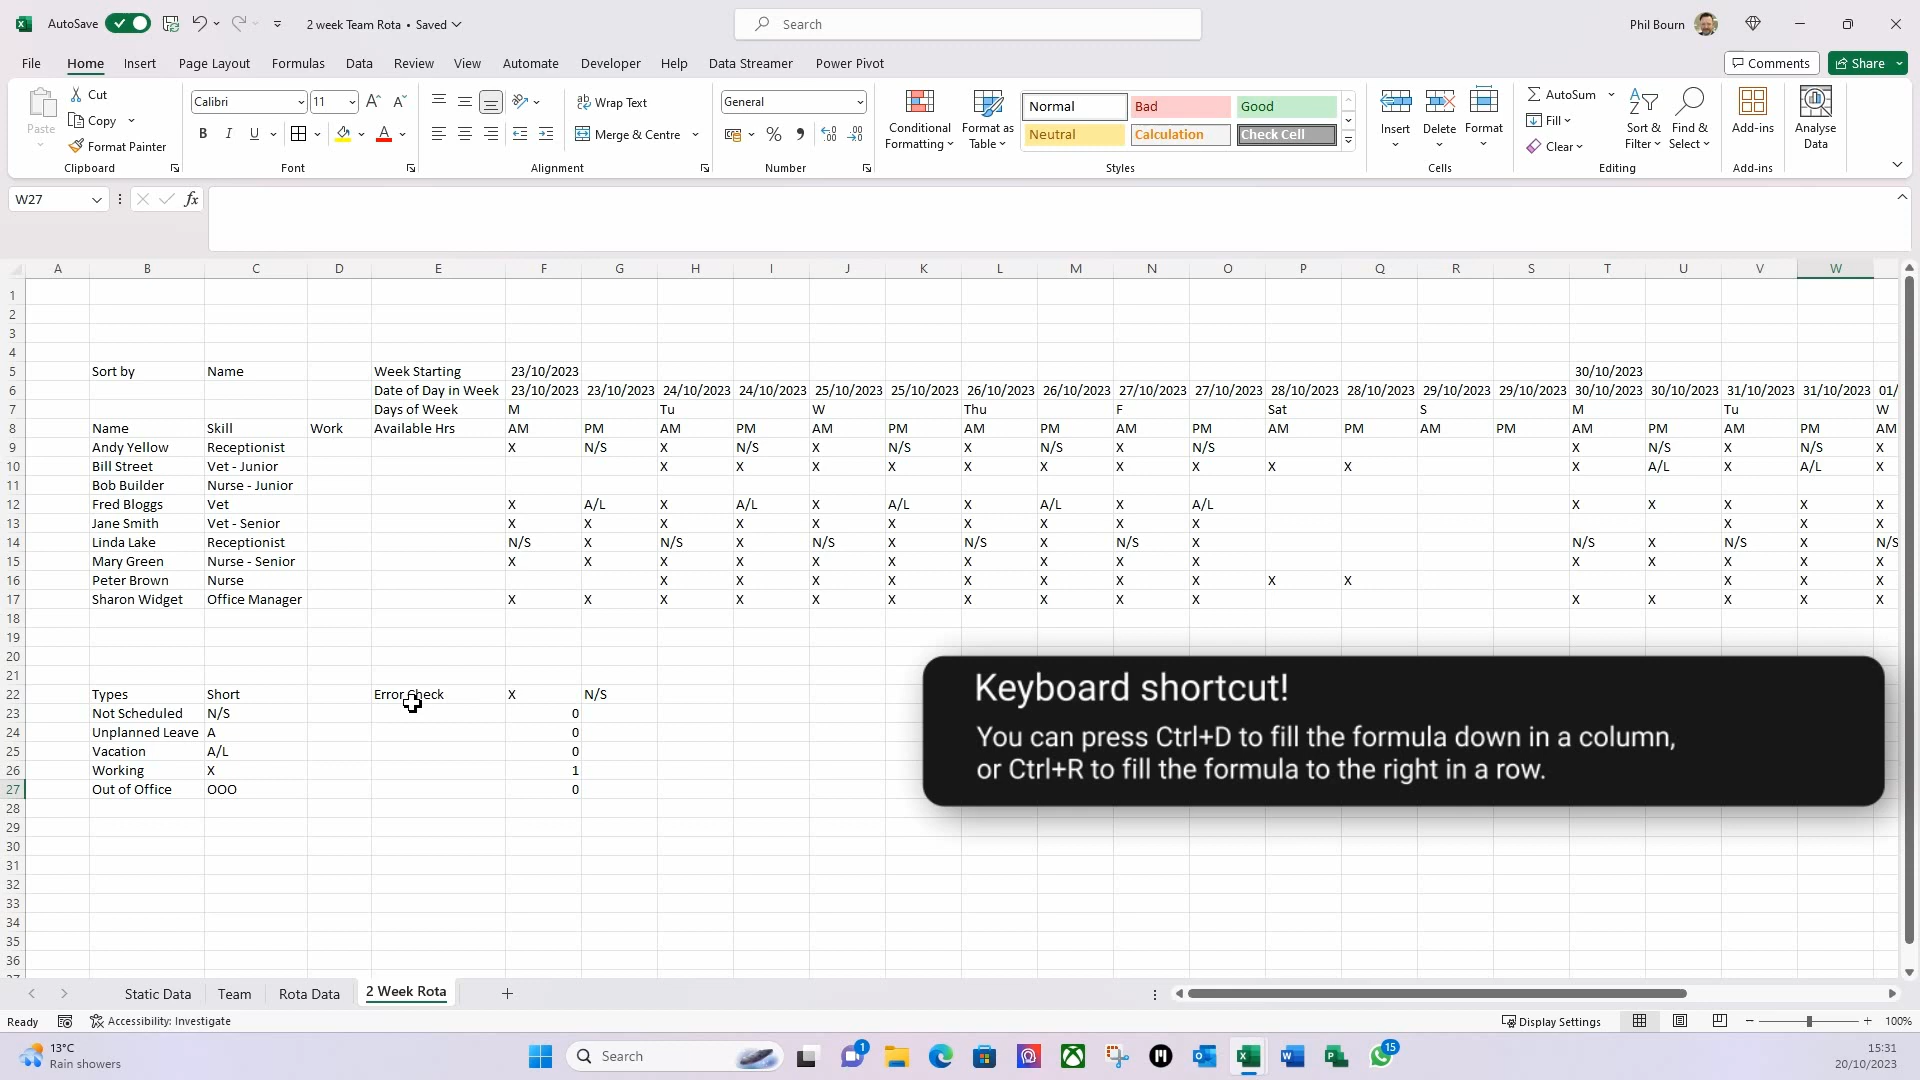 AutoSave 2 week Team Rota • Saved Search Phil Bourn
File Home Insert Page Layout Formulas Data Review View Automate Developer Help Data Streamer Power Pivot Comments Share
Paste Cut Copy Format Painter Clipboard
Calibri 11 B I U A Font
Wrap Text Merge & Centre Alignment
General % Number
Conditional Formatting Format as Table Normal Bad Good Neutral Calculation Check Cell Styles
Insert Delete Format Cells
AutoSum Fill Clear Sort & Filter Find & Select Editing
Add-ins Add-ins Analyse Data
W27 fx
A B C D E F G H I J K L M N O P Q R S T U V W
1
2
3
4
5 Sort by Name Week Starting 23/10/2023 30/10/2023
6 Date of Day in Week 23/10/2023 23/10/2023 24/10/2023 24/10/2023 25/10/2023 25/10/2023 26/10/2023 26/10/2023 27/10/2023 27/10/2023 28/10/2023 28/10/2023 29/10/2023 29/10/2023 30/10/2023 30/10/2023 31/10/2023 31/10/2023 01/
7 Days of Week M Tu W Thu F Sat S M Tu W
8 Name Skill Work Available Hrs AM PM AM PM AM PM AM PM AM PM AM PM AM PM AM PM AM PM AM
9 Andy Yellow Receptionist X N/S X N/S X N/S X N/S X N/S X N/S X N/S X
10 Bill Street Vet - Junior X X X X X X X X X X X A/L X A/L X
11 Bob Builder Nurse - Junior
12 Fred Bloggs Vet X A/L X A/L X A/L X A/L X A/L X X X X X
13 Jane Smith Vet - Senior X X X X X X X X X X X X X
14 Linda Lake Receptionist N/S X N/S X N/S X N/S X N/S X N/S X N/S X N/S
15 Mary Green Nurse - Senior X X X X X X X X X X X X X X X
16 Peter Brown Nurse X X X X X X X X X X X X X
17 Sharon Widget Office Manager X X X X X X X X X X X X X X X
18
19
20
21
22 Types Short Error Check X N/S
23 Not Scheduled N/S 0
24 Unplanned Leave A 0
25 Vacation A/L 0
26 Working X 1
27 Out of Office OOO 0
28
29
30
31
32
33
34
35
36
Keyboard shortcut!
You can press Ctrl+D to fill the formula down in a column,
or Ctrl+R to fill the formula to the right in a row.
Static Data Team Rota Data 2 Week Rota
Ready Accessibility: Investigate Display Settings 100%
13°C
Rain showers
Search 1 15
15:31
20/10/2023